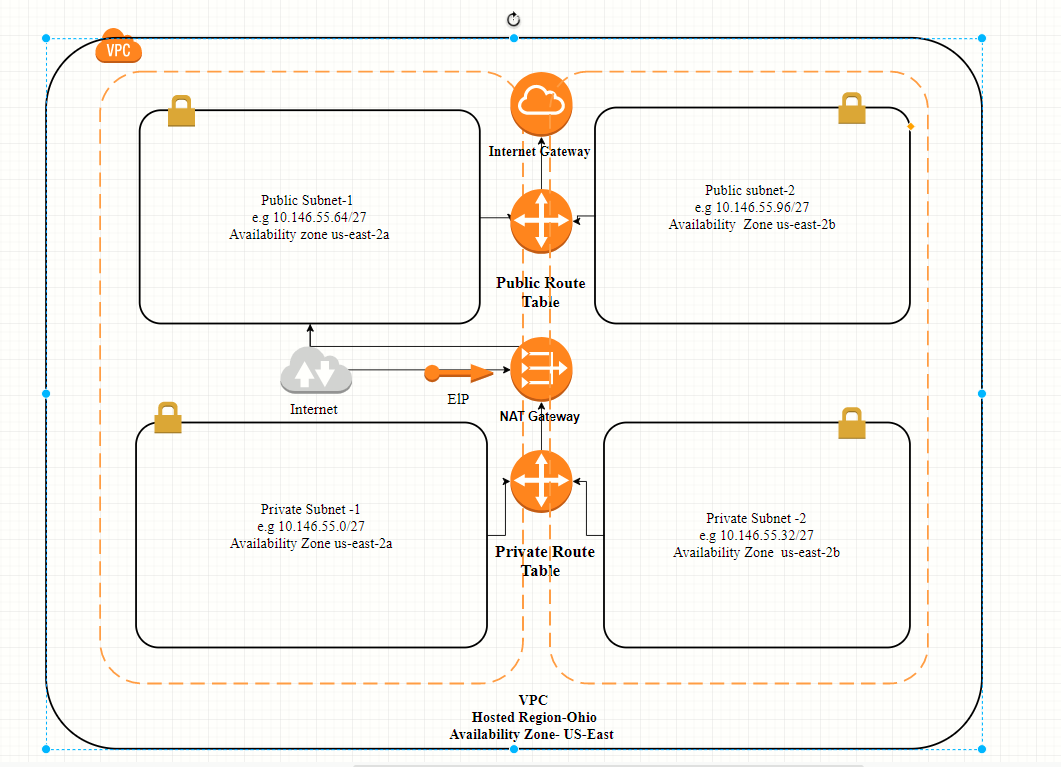 VPC
Internet Gateway
Public Subnet-1
e.g 10.146.55.64/27
Availability zone us-east-2a
Public subnet-2
e.g 10.146.55.96/27
Availability Zone us-east-2b
Public Route
Table
Internet
EIP
NAT Gateway
Private Subnet -1
e.g 10.146.55.0/27
Availability Zone us-east-2a
Private Subnet -2
e.g 10.146.55.32/27
Availability Zone us-east-2b
Private Route
Table
VPC
Hosted Region-Ohio
Availability Zone- US-East